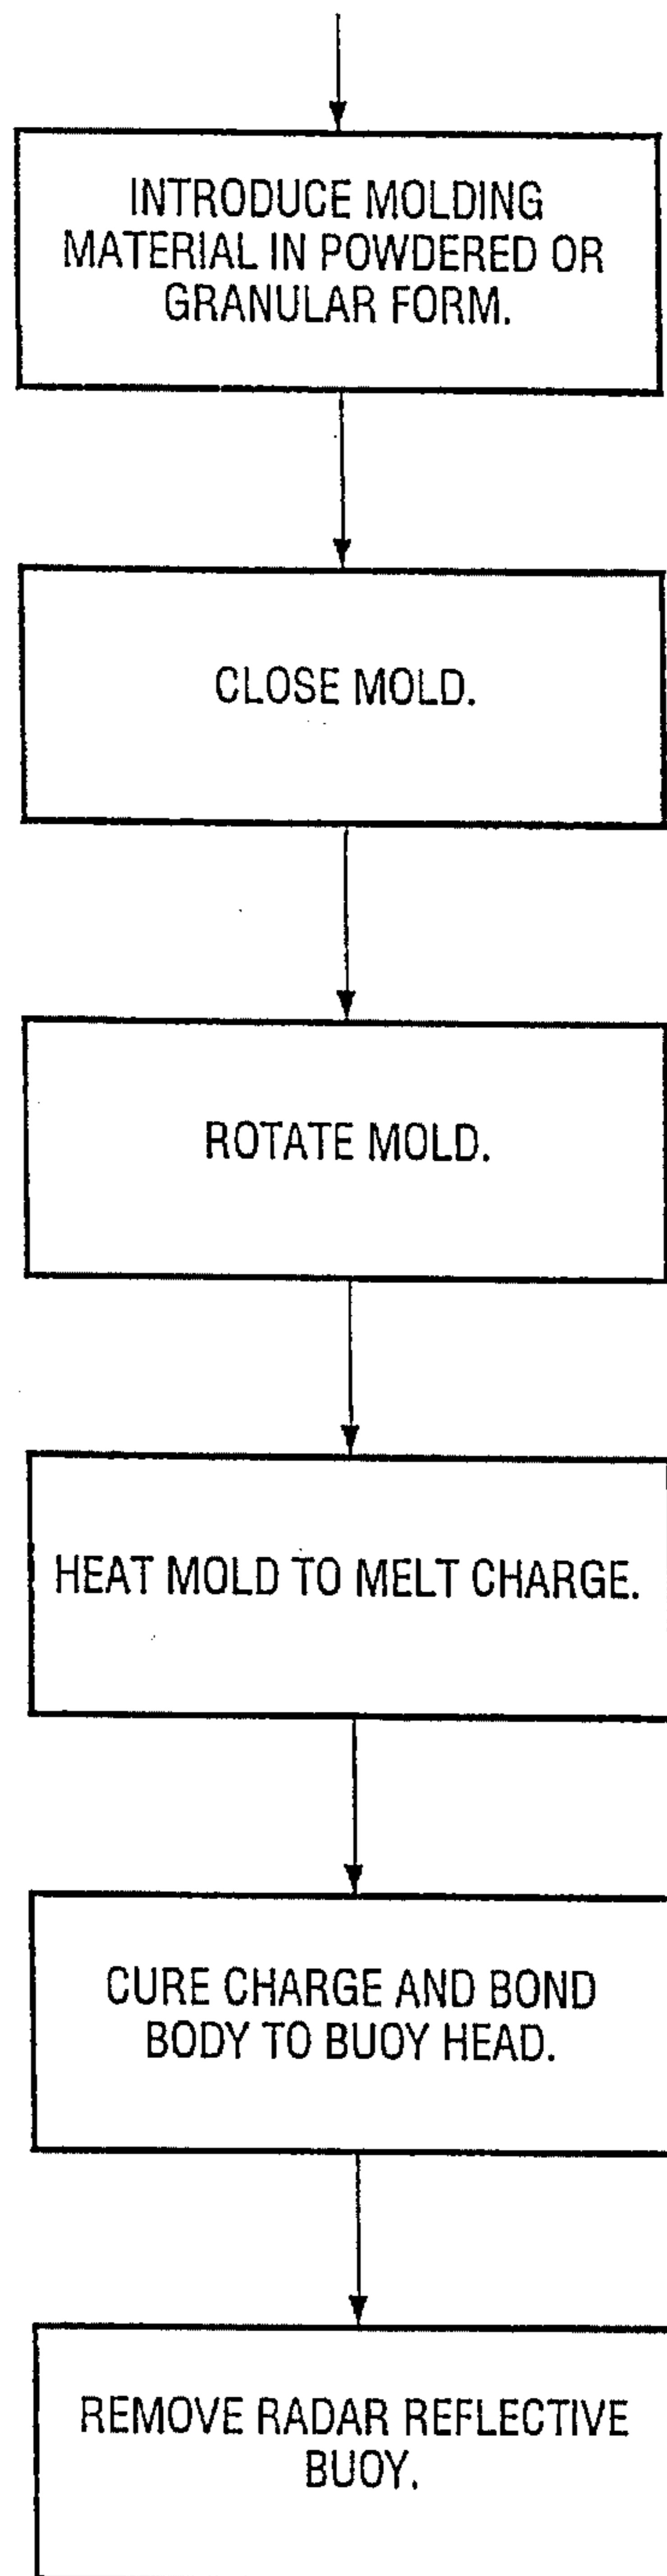 INTRODUCE MOLDING
MATERIAL IN POWDERED OR
GRANULAR FORM.
CLOSE MOLD.
ROTATE MOLD.
HEAT MOLD TO MELT CHARGE.
CURE CHARGE AND BOND
BODY TO BUOY HEAD.
REMOVE RADAR REFLECTIVE
BUOY.